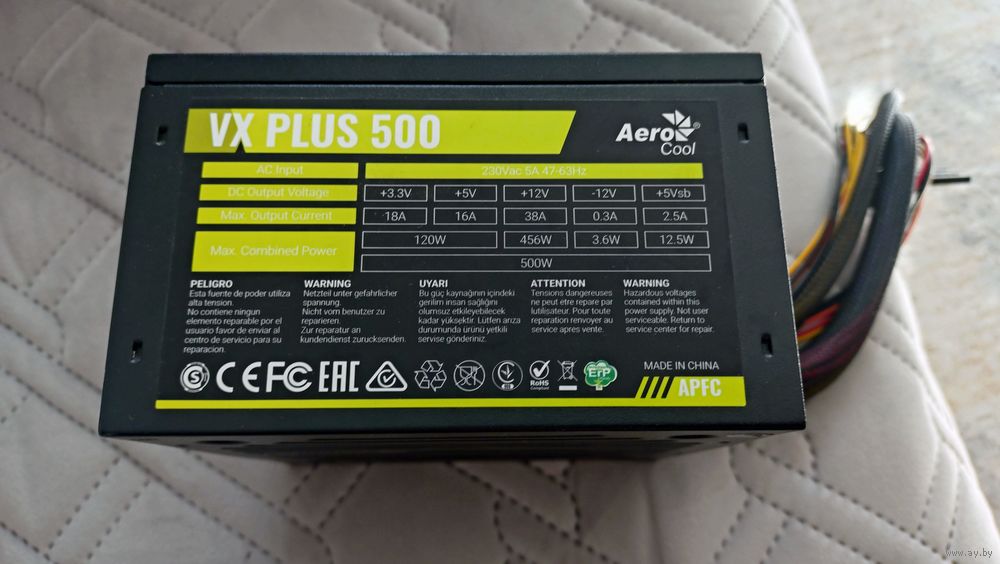 VX PLUS 500
Aero
Cool
AC Input 230Vac 5A 47-63Hz
DC Output Voltage +3.3V +5V +12V -12V +5Vsb
Max. Output Current 18A 16A 38A 0.3A 2.5A
Max. Combined Power 120W 456W 3.6W 12.5W
500W
PELIGRO
Esta fuente de poder utiliza
alta tension.
No contiene ningun
elemento reparable por el
usuario favor de enviar al
centro de servicio para su
reparacion.
WARNING
Netzteil unter gefahrlicher
spannung.
Nicht vom benutzer zu
reparieren.
Zur reparatur an
kundendienst zurucksenden.
UYARI
Bu güç kaynağının içindeki
gerilim insan sağlığını
olumsuz etkileyebilecek
kadar yüksektir. Lütfen arıza
durumunda ürünü yetkili
servise gönderiniz.
ATTENTION
Tensions dangereuses
ne peut etre repare par
lutilisateur. Pour toute
reparation renvoyer au
service apres vente.
WARNING
Hazardous voltages
contained within this
power supply. Not user
serviceable. Return to
service center for repair.
S CE FC EAC
RoHS
Compliant
ErP
MADE IN CHINA
APFC
www.ay.by